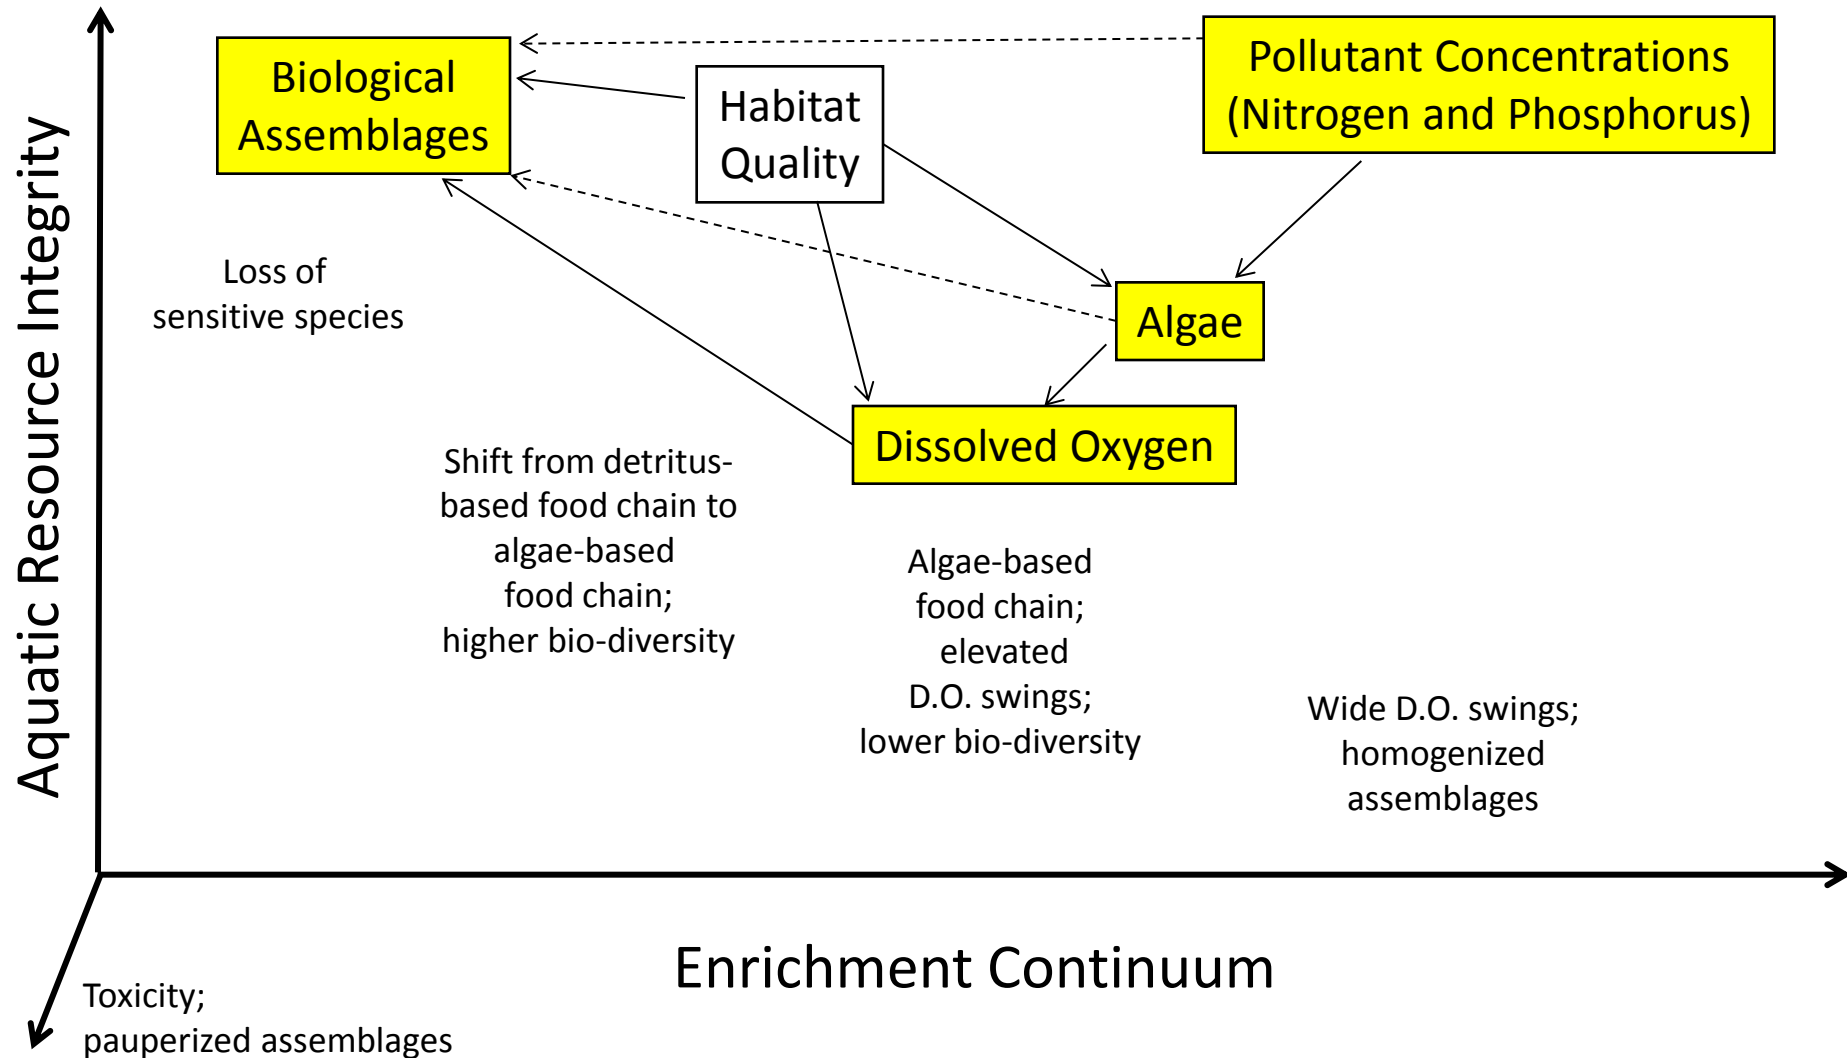 Aquatic Resource Integrity
Biological
Assemblages
Habitat
Quality
Pollutant Concentrations
(Nitrogen and Phosphorus)
Loss of
sensitive species
Algae
Dissolved Oxygen
Shift from detritus-
based food chain to
algae-based
food chain;
higher bio-diversity
Algae-based
food chain;
elevated
D.O. swings;
lower bio-diversity
Wide D.O. swings;
homogenized
assemblages
Enrichment Continuum
Toxicity;
pauperized assemblages